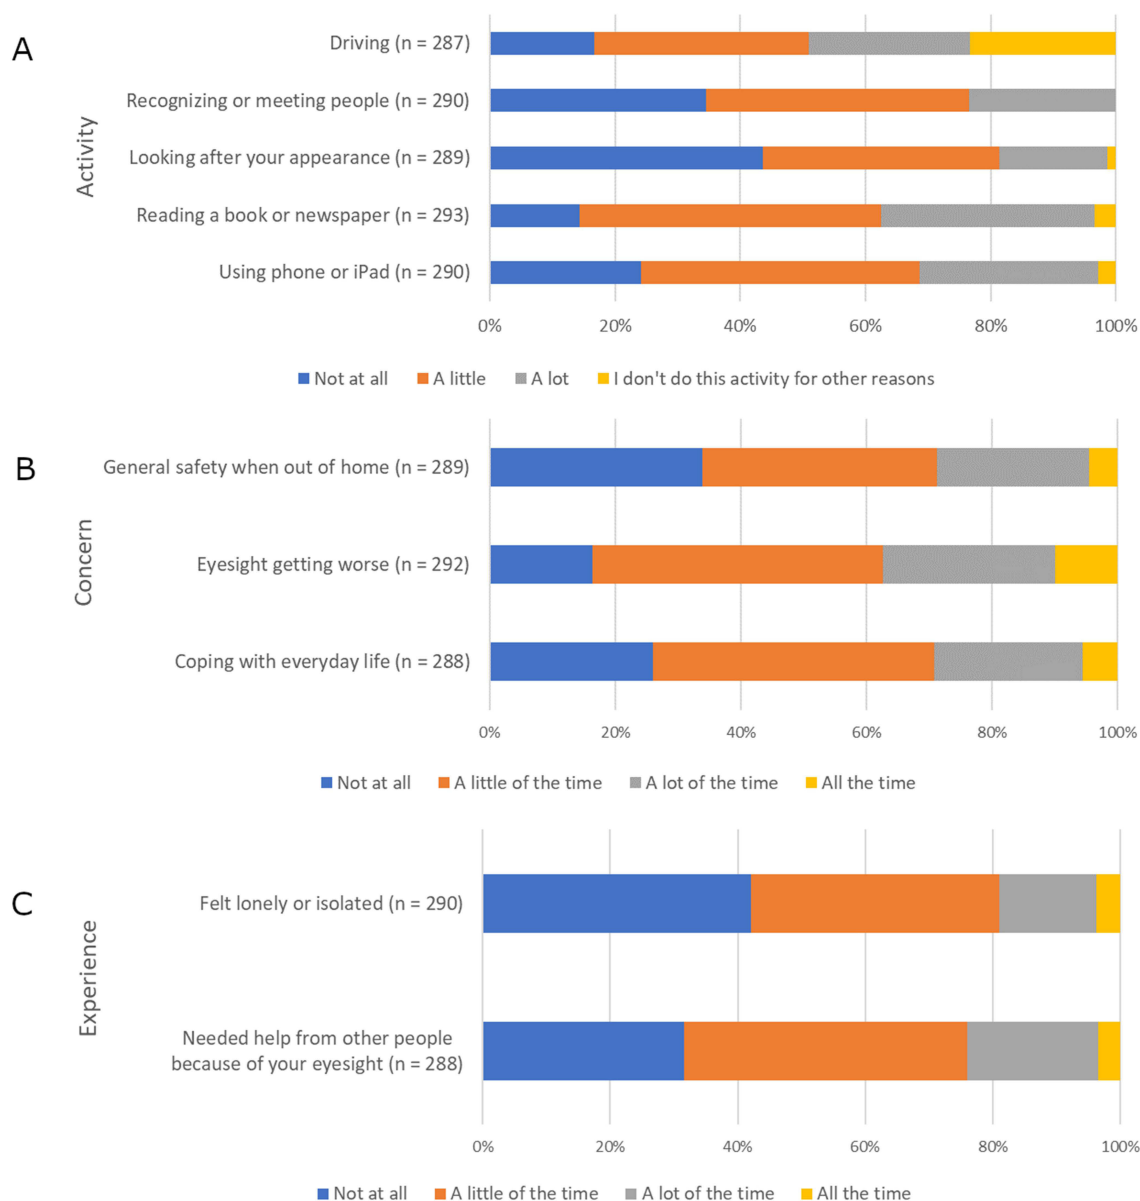 A
Activity
Driving (n = 287)
Recognizing or meeting people (n = 290)
Looking after your appearance (n = 289)
Reading a book or newspaper (n = 293)
Using phone or iPad (n = 290)
0% 20% 40% 60% 80% 100%
Not at all A little A lot I don't do this activity for other reasons
B
Concern
General safety when out of home (n = 289)
Eyesight getting worse (n = 292)
Coping with everyday life (n = 288)
0% 20% 40% 60% 80% 100%
Not at all A little of the time A lot of the time All the time
C
Experience
Felt lonely or isolated (n = 290)
Needed help from other people
because of your eyesight (n = 288)
0% 20% 40% 60% 80% 100%
Not at all A little of the time A lot of the time All the time